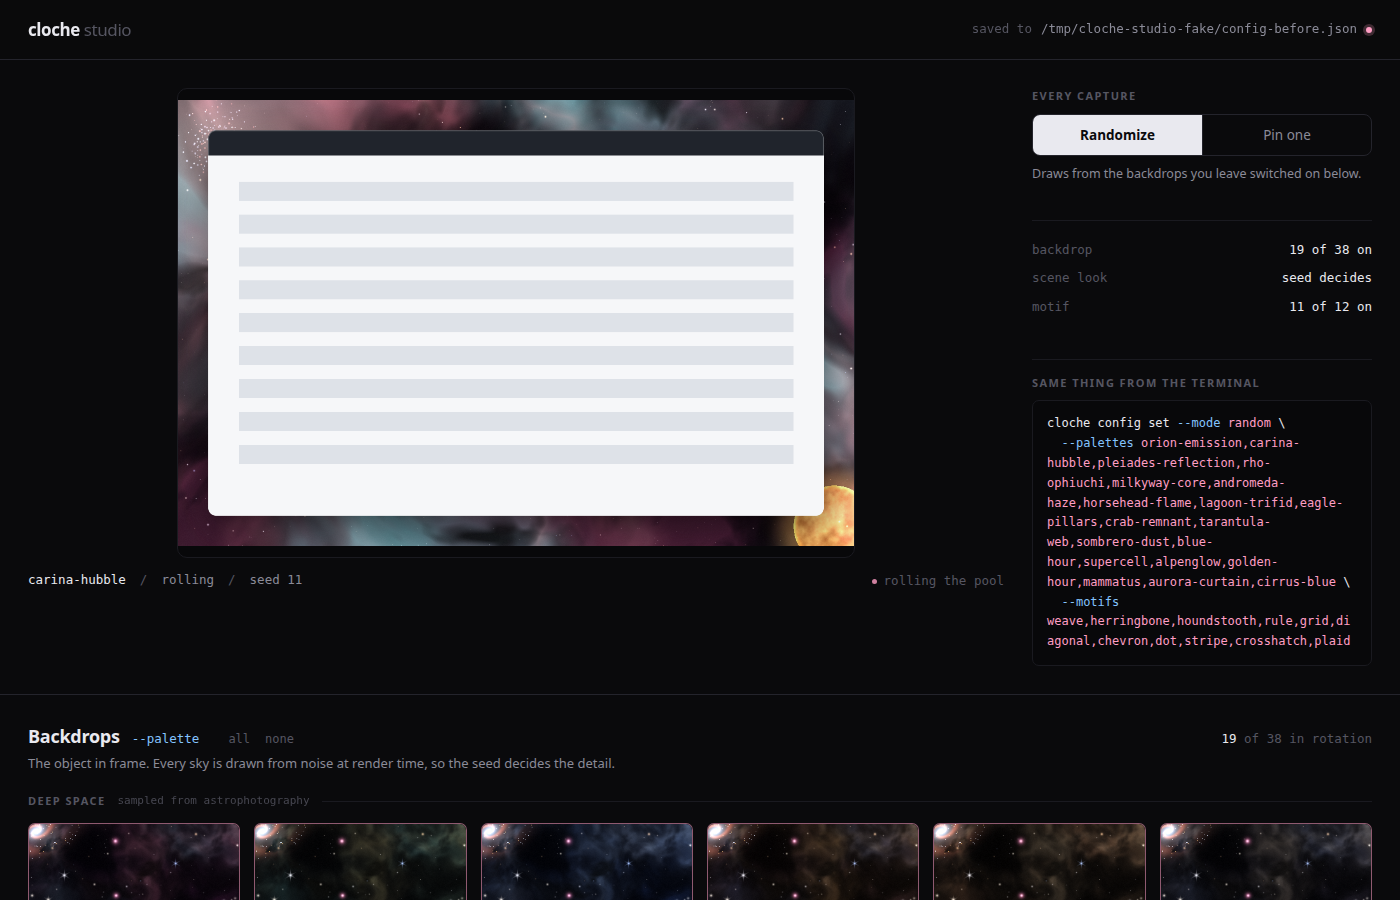 cloche studio
saved to /tmp/cloche-studio-fake/config-before.json
carina-hubble / rolling / seed 11
rolling the pool
EVERY CAPTURE
Randomize
Pin one
Draws from the backdrops you leave switched on below.
backdrop 19 of 38 on
scene look seed decides
motif 11 of 12 on
SAME THING FROM THE TERMINAL
cloche config set --mode random \
--palettes orion-emission,carina-
hubble,pleiades-reflection,rho-
ophiuchi,milkyway-core,andromeda-
haze,horsehead-flame,lagoon-trifid,eagle-
pillars,crab-remnant,tarantula-
web,sombrero-dust,blue-
hour,supercell,alpenglow,golden-
hour,mammatus,aurora-curtain,cirrus-blue \
--motifs
weave,herringbone,houndstooth,rule,grid,di
agonal,chevron,dot,stripe,crosshatch,plaid
Backdrops --palette all none
19 of 38 in rotation
The object in frame. Every sky is drawn from noise at render time, so the seed decides the detail.
DEEP SPACE sampled from astrophotography